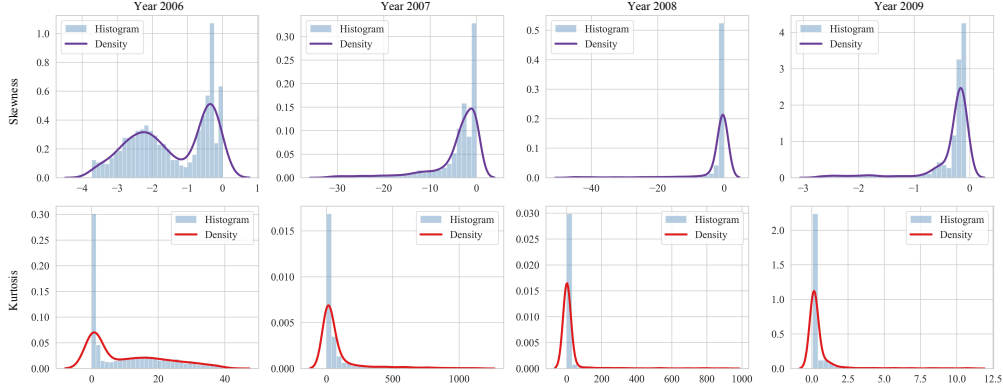 Year 2006
Year 2007
Year 2008
Year 2009
Skewness
1.0
0.8
0.6
0.4
0.2
0.0
Histogram
Density
−4 −3 −2 −1 0 1
0.30
0.25
0.20
0.15
0.10
0.05
0.00
Histogram
Density
−30 −20 −10 0
0.5
0.4
0.3
0.2
0.1
0.0
Histogram
Density
−40 −20 0
4
3
2
1
0
Histogram
Density
−3 −2 −1 0
Kurtosis
0.30
0.25
0.20
0.15
0.10
0.05
0.00
Histogram
Density
0 20 40
0.015
0.010
0.005
0.000
Histogram
Density
0 500 1000
0.030
0.025
0.020
0.015
0.010
0.005
0.000
Histogram
Density
0 200 400 600 800 1000
2.0
1.5
1.0
0.5
0.0
Histogram
Density
0.0 2.5 5.0 7.5 10.0 12.5